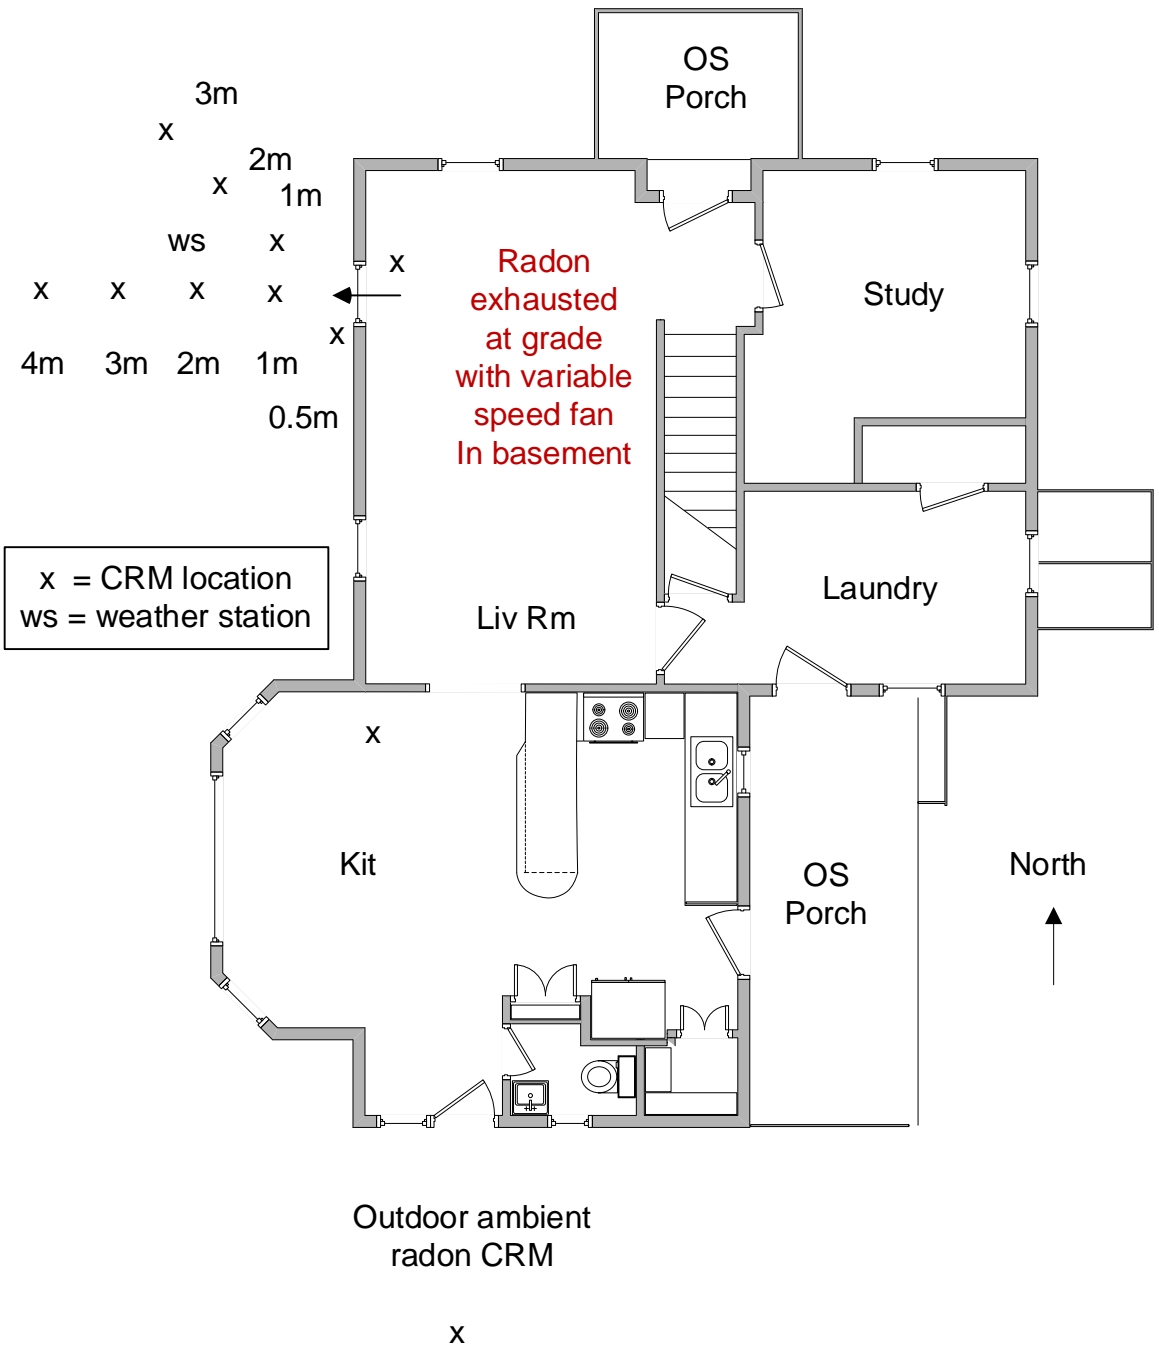 OS
Porch
3m
x
2m
x
1m
ws
x
x
Radon
exhausted
at grade
with variable
speed fan
In basement
x
x
x
x
Study
x
4m
3m
2m
1m
0.5m
x = CRM location
ws = weather station
Laundry
Liv Rm
x
Kit
OS
Porch
North
Outdoor ambient
radon CRM
x